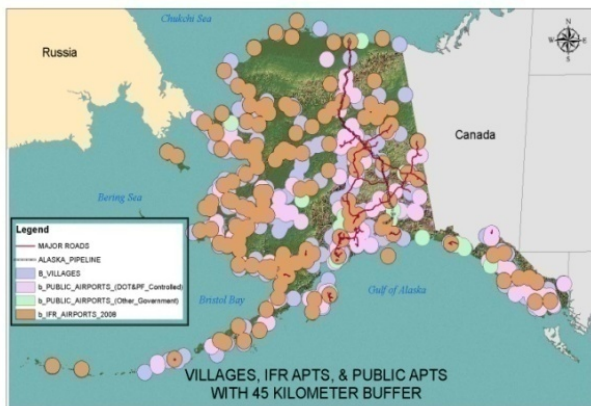 Chukchi Sea
Russia
N
W E
S
Canada
Bering Sea
Legend
MAJOR ROADS
ALASKA_PIPELINE
B_VILLAGES
b_PUBLIC_AIRPORTS_(DOT&PF_Controlled)
b_PUBLIC_AIRPORTS_(Other_Government)
b_IFR_AIRPORTS_2008
Bristol Bay
Gulf of Alaska
VILLAGES, IFR APTS, & PUBLIC APTS
WITH 45 KILOMETER BUFFER